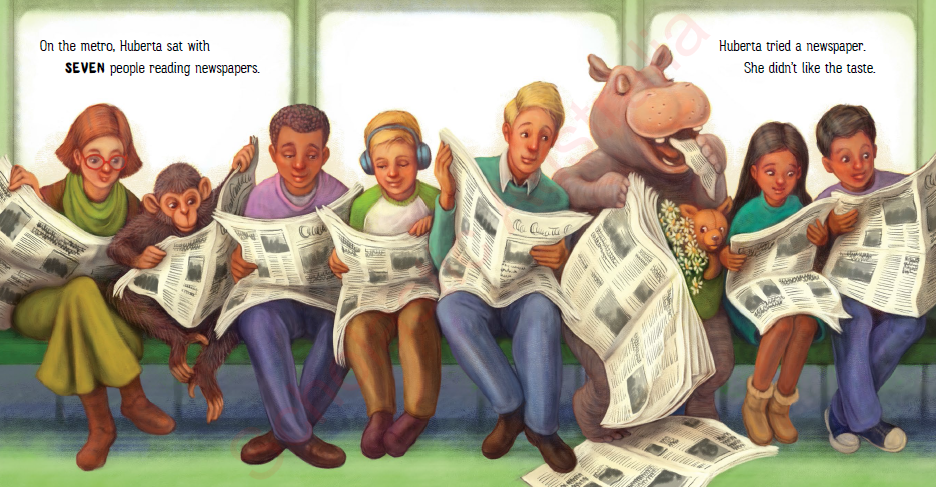 On the metro, Huberta sat with
SEVEN people reading newspapers.
Huberta tried a newspaper.
She didn't like the taste.